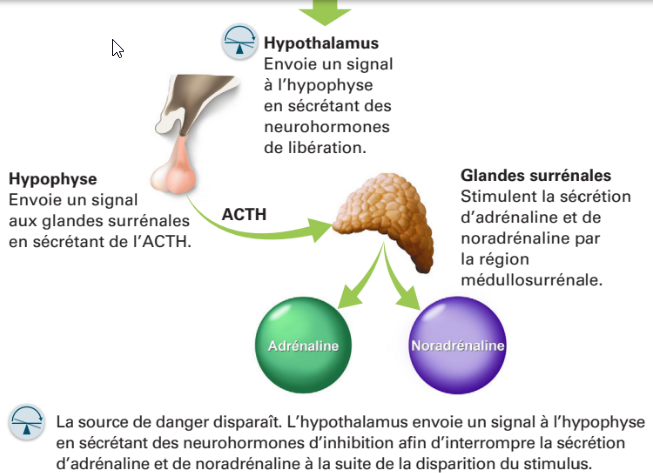 Hypothalamus
Envoie un signal
à l'hypophyse
en sécrétant des
neurohormones
de libération.
Hypophyse
Envoie un signal
aux glandes surrénales
en sécrétant de l'ACTH.
ACTH
Glandes surrénales
Stimulent la sécrétion
d'adrénaline et de
noradrénaline par
la région
médullosurrénale.
Adrénaline
Noradrénaline
La source de danger disparaît. L'hypothalamus envoie un signal à l'hypophyse
en sécrétant des neurohormones d'inhibition afin d'interrompre la sécrétion
d'adrénaline et de noradrénaline à la suite de la disparition du stimulus.